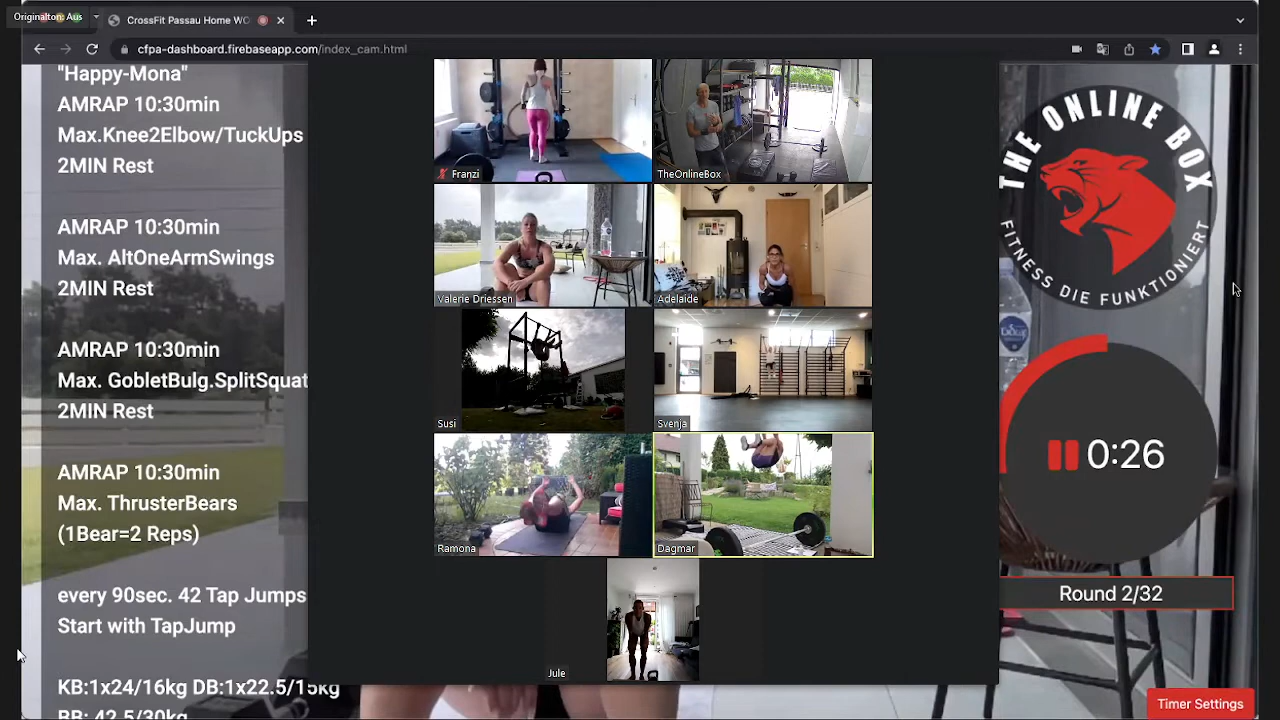 Originalton: Aus
CrossFit Passau Home WO
cfpa-dashboard.firebaseapp.com/index_cam.html
"Happy-Mona"
AMRAP 10:30min
Max.Knee2Elbow/TuckUps
2MIN Rest
AMRAP 10:30min
Max. AltOneArmSwings
2MIN Rest
AMRAP 10:30min
Max. GobletBulg.SplitSquat
2MIN Rest
AMRAP 10:30min
Max. ThrusterBears
(1Bear=2 Reps)
every 90sec. 42 Tap Jumps
Start with TapJump
KB:1x24/16kg DB:1x22.5/15kg
BB: 42.5/30kg
Franzi
TheOnlineBox
Valerie Driessen
Adelaide
Susi
Svenja
Ramona
Dagmar
Jule
THE ONLINE BOX
FITNESS DIE FUNKTIONIERT
0:26
Round 2/32
Timer Settings